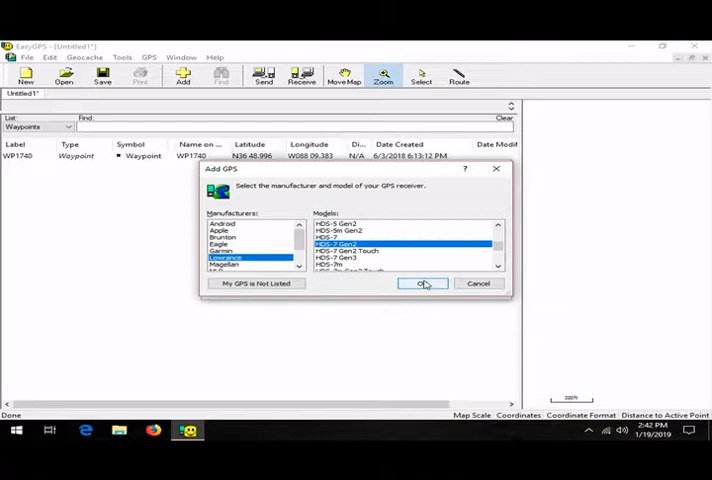 EasyGPS - [Untitled1*]
File Edit Geocache Tools GPS Window Help
New Open Save Print Add Find Send Receive Move Map Zoom Select Route
Untitled1*
List: Find: Clear
Waypoints
Label Type Symbol Name on ... Latitude Longitude Di... Date Created Date Modif
WP1740 Waypoint Waypoint WP1740 N36 48.996 W088 09.383 N/A 6/3/2018 6:13:12 PM
Add GPS
Select the manufacturer and model of your GPS receiver.
Manufacturers: Models:
Android HDS-5 Gen2
Apple HDS-5m Gen2
Brunton HDS-7
Eagle HDS-7 Gen2
Garmin HDS-7 Gen2 Touch
Lowrance HDS-7 Gen3
Magellan HDS-7m
My GPS is Not Listed Cancel
200ft
Done Map Scale Coordinates Coordinate Format Distance to Active Point
2:42 PM
1/19/2019